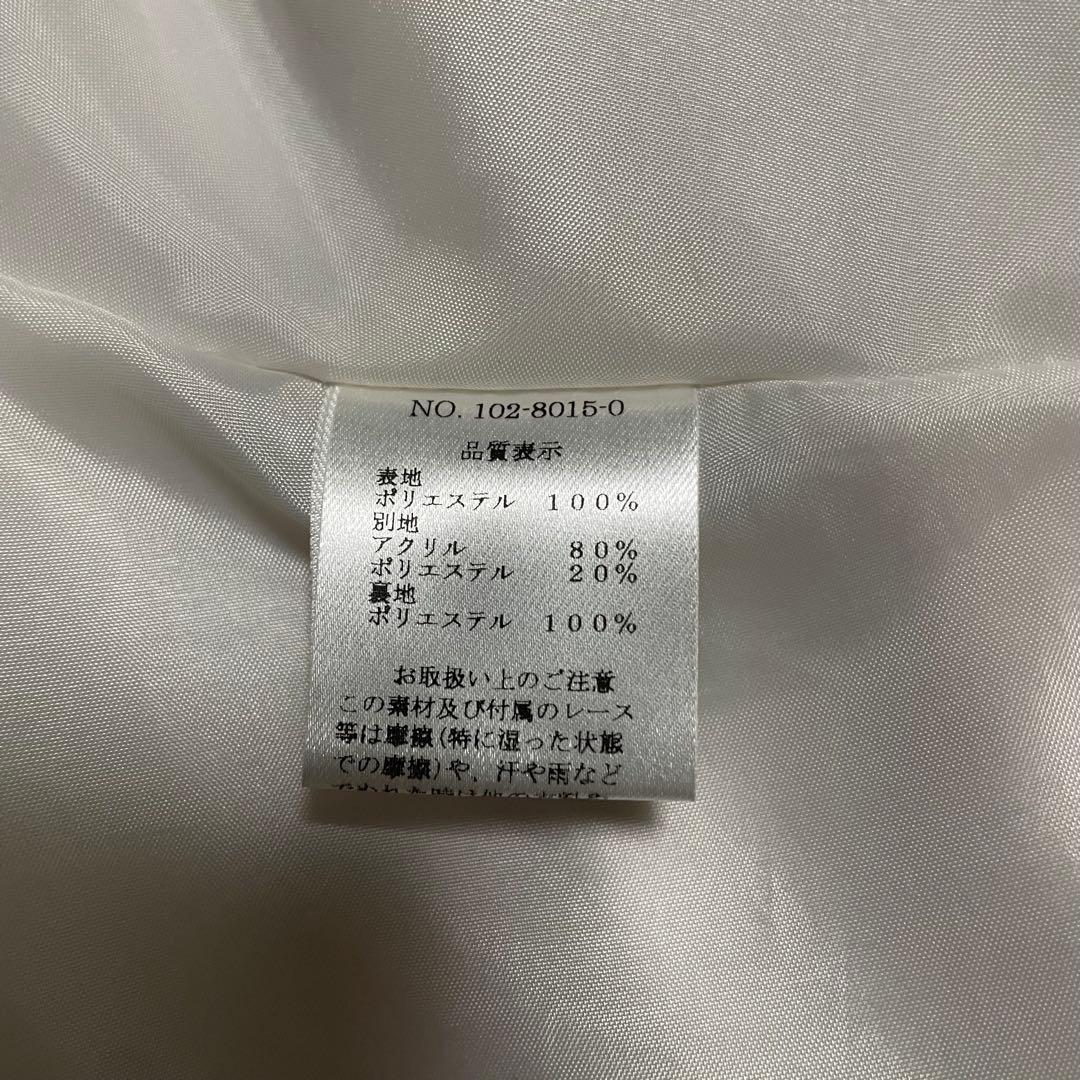 NO. 102-8015-0
品質表示
表地
ポリエステル 100%
別地
アクリル 80%
ポリエステル 20%
裏地
ポリエステル 100%
お取扱い上のご注意
この素材及び付属のレース
等は摩擦(特に湿った状態
での摩擦)や、汗や雨など